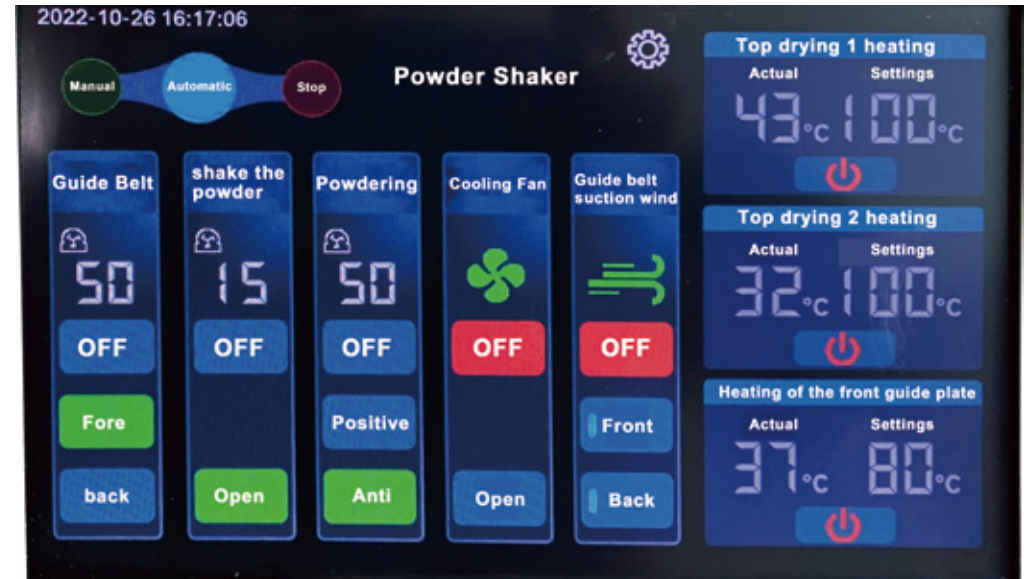 2022-10-26 16:17:06
Manual
Automatic
Stop
Powder Shaker
Guide Belt
50
OFF
Fore
back
shake the
powder
15
OFF
Open
Powdering
50
OFF
Positive
Anti
Cooling Fan
OFF
Open
Guide belt
suction wind
OFF
Front
Back
Top drying 1 heating
Actual Settings
43°C 100°C
Top drying 2 heating
Actual Settings
32°C 100°C
Heating of the front guide plate
Actual Settings
37°C 80°C